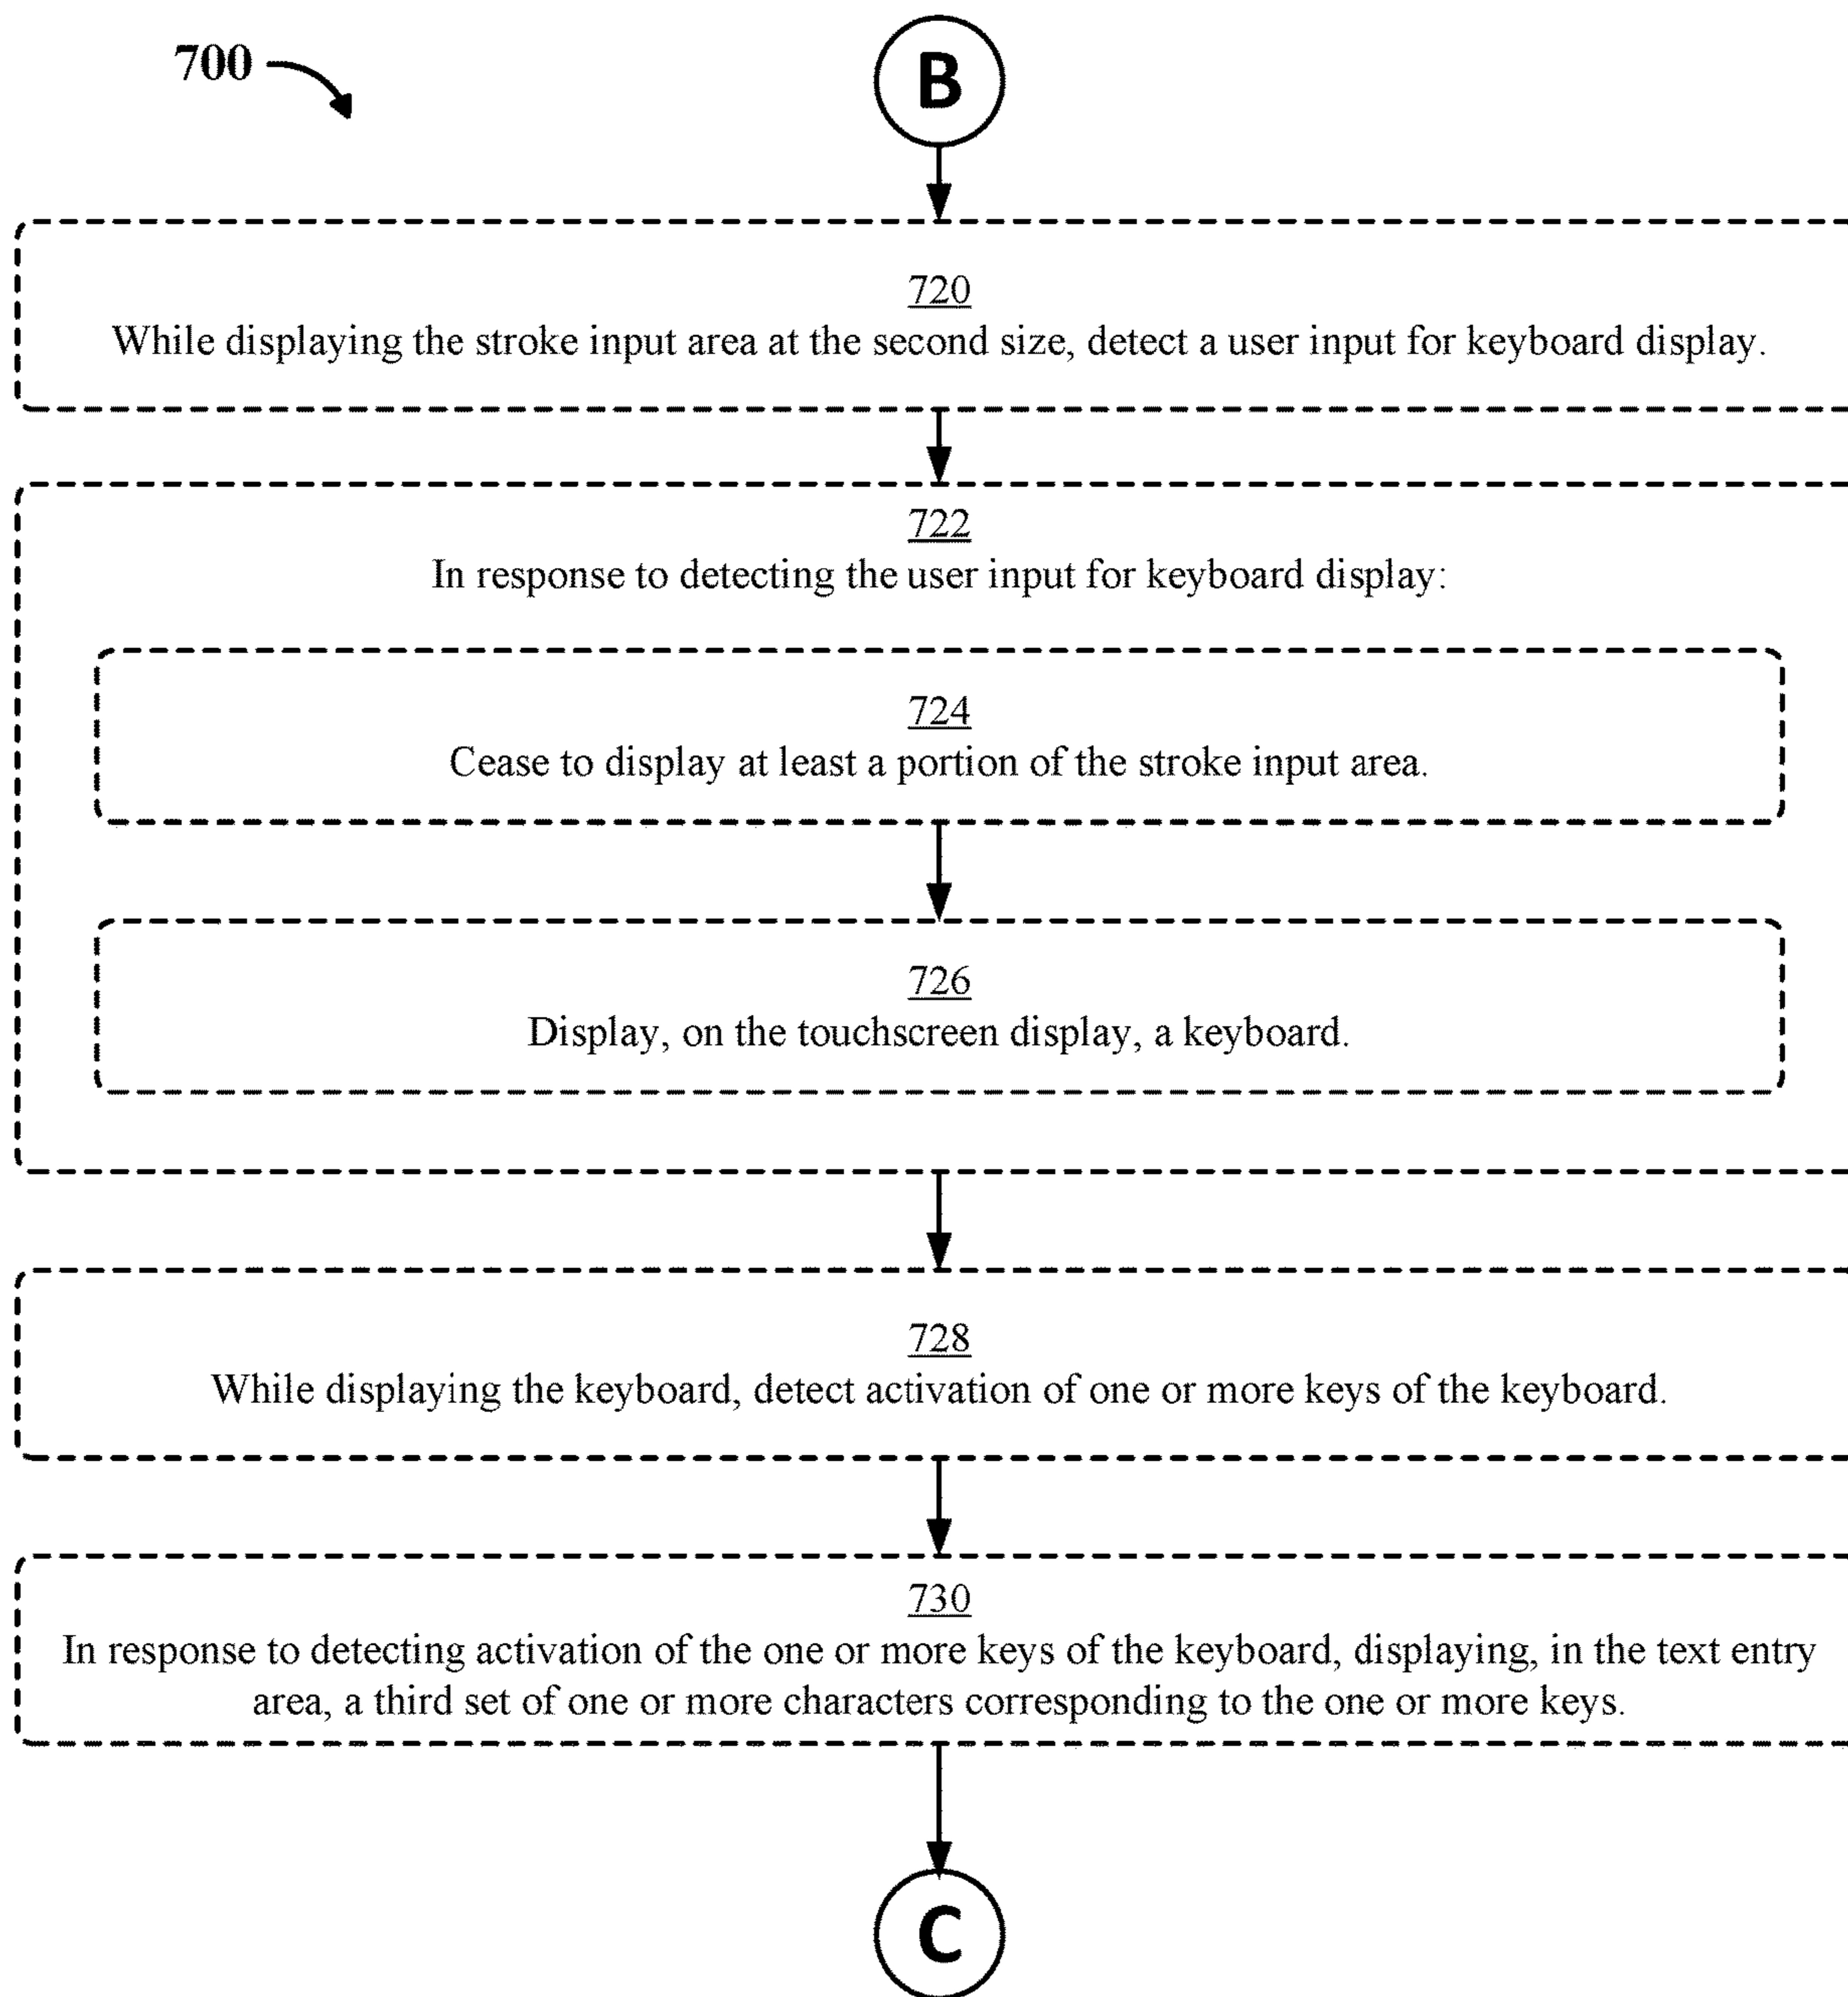 700
B
720
While displaying the stroke input area at the second size, detect a user input for keyboard display.
722
In response to detecting the user input for keyboard display:
724
Cease to display at least a portion of the stroke input area.
726
Display, on the touchscreen display, a keyboard.
728
While displaying the keyboard, detect activation of one or more keys of the keyboard.
730
In response to detecting activation of the one or more keys of the keyboard, displaying, in the text entry
area, a third set of one or more characters corresponding to the one or more keys.
C